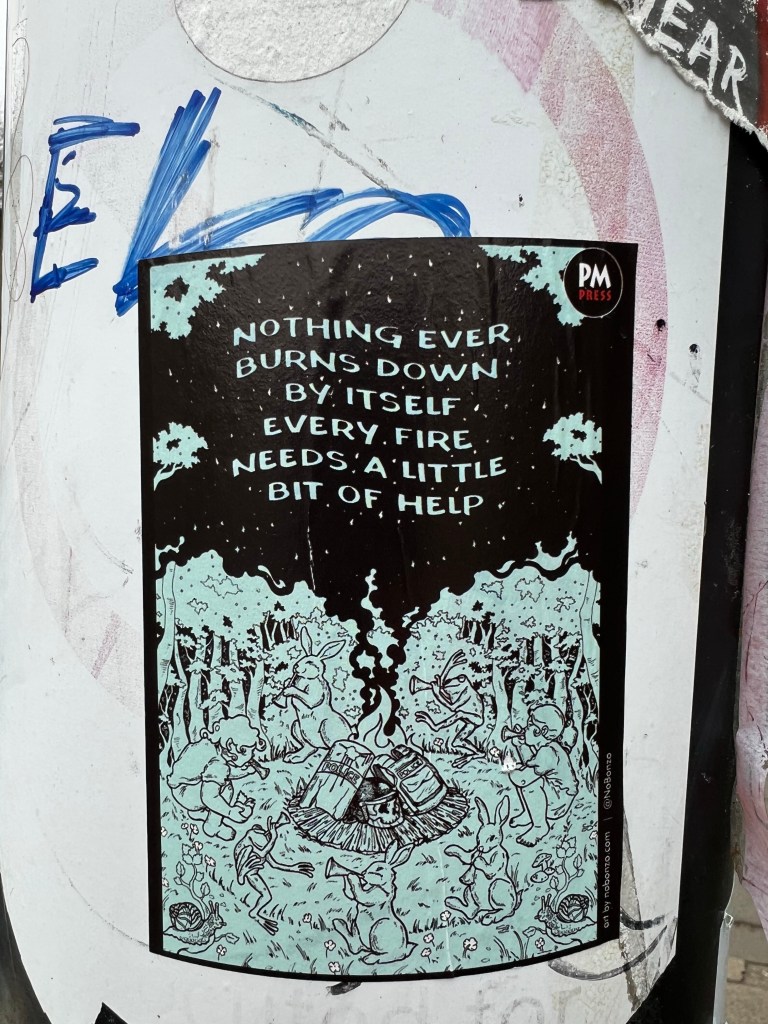 EAR
EL
PM
PRESS
NOTHING EVER
BURNS DOWN
BY ITSELF
EVERY FIRE
NEEDS A LITTLE
BIT OF HELP
art by nobonzo.com | @NoBonzo